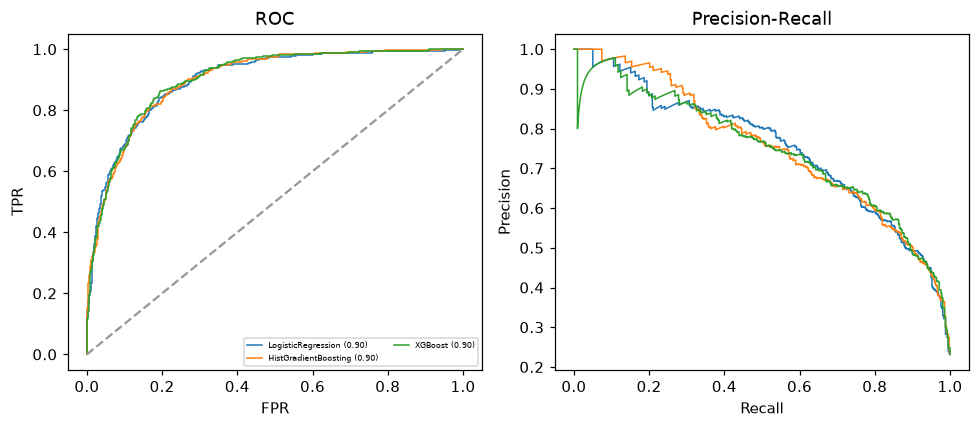 ROC
1.0
0.8
0.6
0.4
0.2
0.0
TPR
0.0 0.2 0.4 0.6 0.8 1.0
FPR
LogisticRegression (0.90)
HistGradientBoosting (0.90)
XGBoost (0.90)
Precision-Recall
1.0
0.9
0.8
0.7
0.6
0.5
0.4
0.3
0.2
Precision
0.0 0.2 0.4 0.6 0.8 1.0
Recall